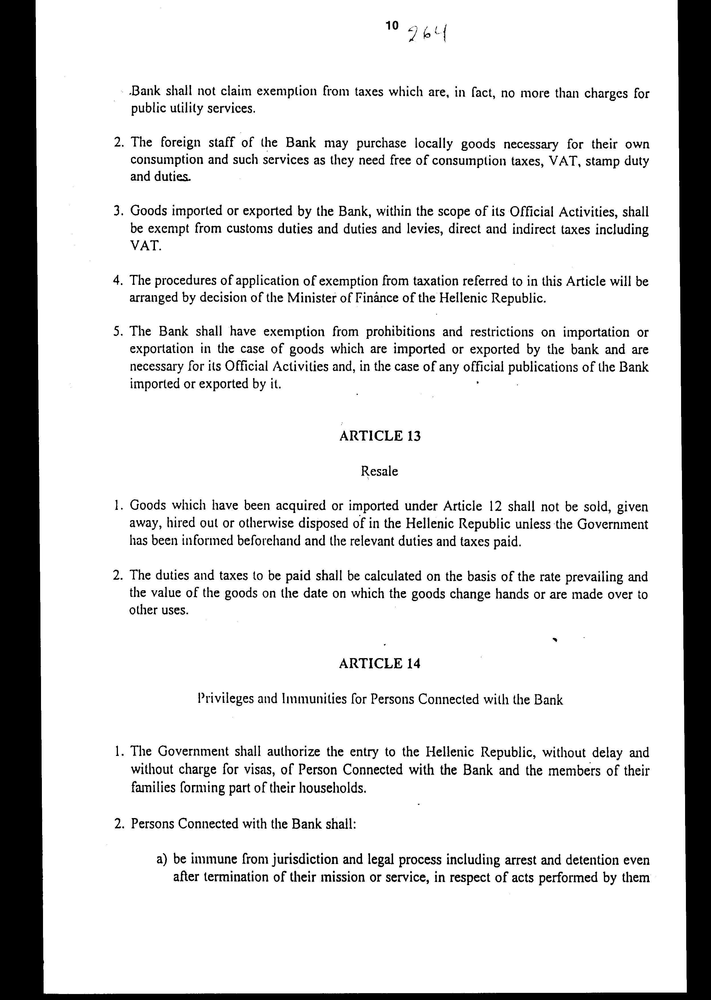 10 264
Bank shall not claim exemption from taxes which are, in fact, no more than charges for
public utility services.
2. The foreign staff of the Bank may purchase locally goods necessary for their own
consumption and such services as they need free of consumption taxes, VAT, stamp duty
and duties.
3. Goods imported or exported by the Bank, within the scope of its Official Activities, shall
be exempt from customs duties and duties and levies, direct and indirect taxes including
VAT.
4. The procedures of application of exemption from taxation referred to in this Article will be
arranged by decision of the Minister of Finance of the Hellenic Republic.
5. The Bank shall have exemption from prohibitions and restrictions on importation or
exportation in the case of goods which are imported or exported by the bank and are
necessary for its Official Activities and, in the case of any official publications of the Bank
imported or exported by it.
ARTICLE 13
Resale
1. Goods which have been acquired or imported under Article 12 shall not be sold, given
away, hired out or otherwise disposed of in the Hellenic Republic unless the Government
has been informed beforehand and the relevant duties and taxes paid.
2. The duties and taxes to be paid shall be calculated on the basis of the rate prevailing and
the value of the goods on the date on which the goods change hands or are made over to
other uses.
ARTICLE 14
Privileges and Immunities for Persons Connected with the Bank
1. The Government shall authorize the entry to the Hellenic Republic, without delay and
without charge for visas, of Person Connected with the Bank and the members of their
families forming part of their households.
2. Persons Connected with the Bank shall:
a) be immune from jurisdiction and legal process including arrest and detention even
after termination of their mission or service, in respect of acts performed by them